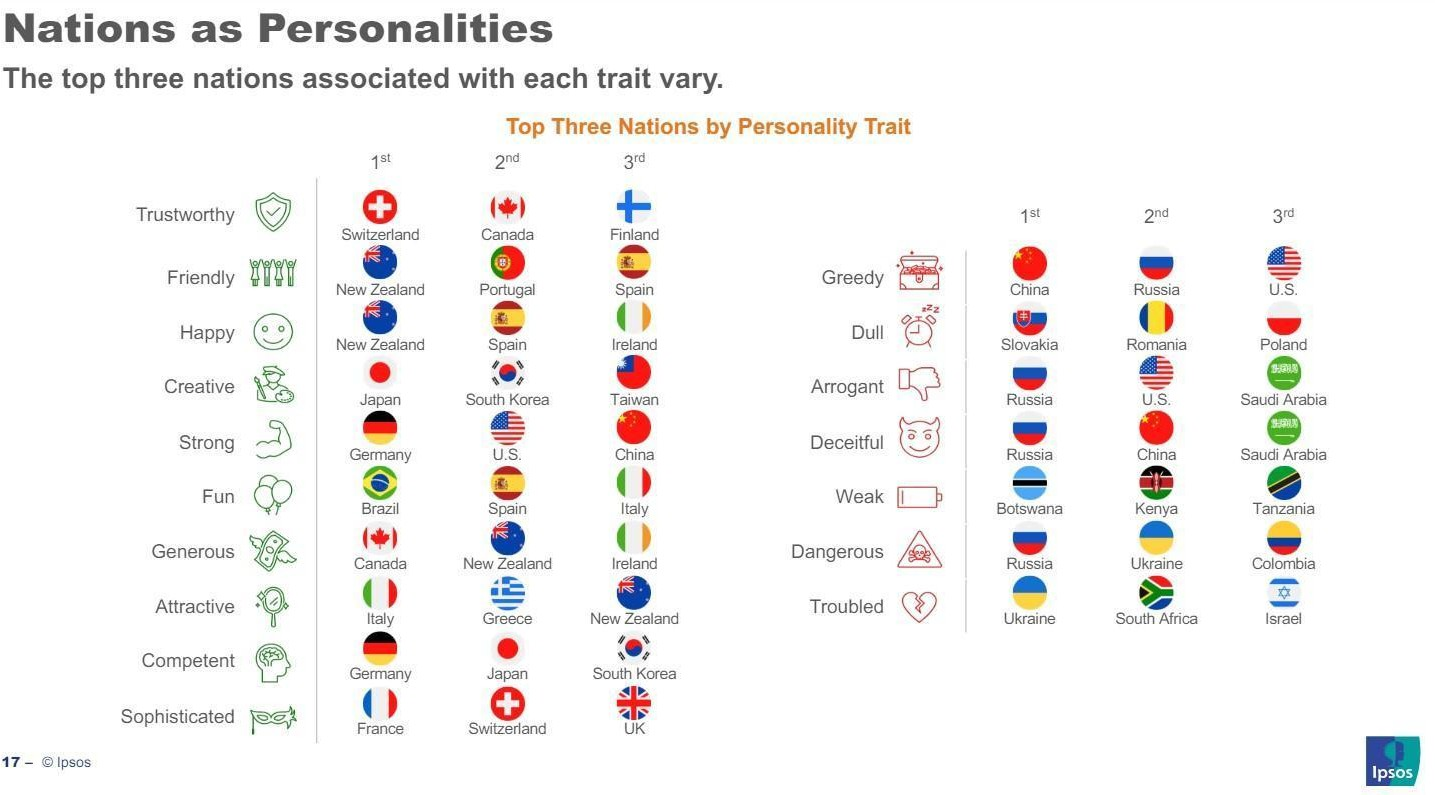 Nations as Personalities
The top three nations associated with each trait vary.
Top Three Nations by Personality Trait
1st 2nd 3rd
Trustworthy Switzerland Canada Finland
Friendly New Zealand Portugal Spain
Happy New Zealand Spain Ireland
Creative Japan South Korea Taiwan
Strong Germany U.S. China
Fun Brazil Spain Italy
Generous Canada New Zealand Ireland
Attractive Italy Greece New Zealand
Competent Germany Japan South Korea
Sophisticated France Switzerland UK
1st 2nd 3rd
Greedy China Russia U.S.
zzZ
Dull Slovakia Romania Poland
Arrogant Russia U.S. Saudi Arabia
Deceitful Russia China Saudi Arabia
Weak Botswana Kenya Tanzania
Dangerous Russia Ukraine Colombia
Troubled Ukraine South Africa Israel
17 – © Ipsos
Ipsos